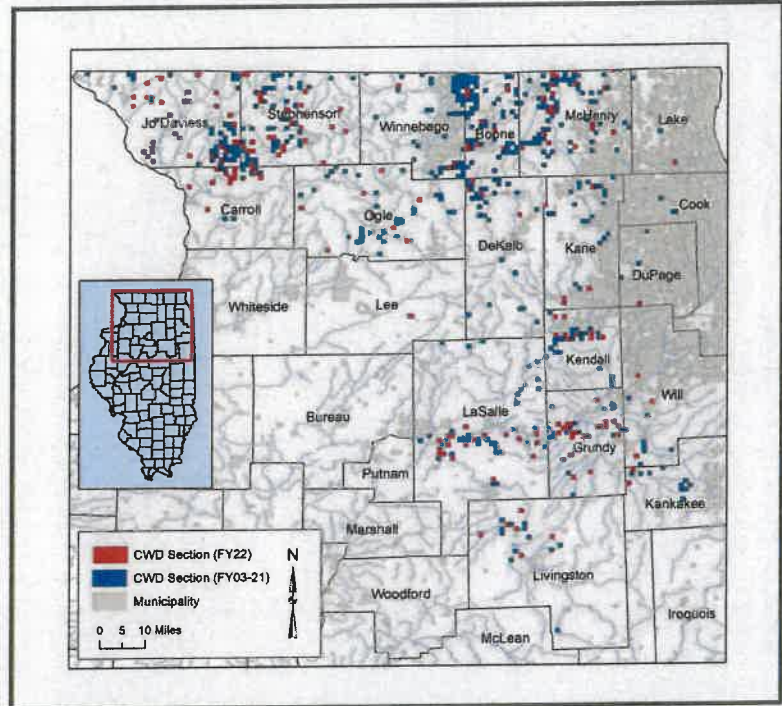 Jo Daviess
Stephenson
Winnebago
Boone
McHenry
Lake
Carroll
Ogle
DeKalb
Kane
Cook
DuPage
Whiteside
Lee
Kendall
Will
Bureau
LaSalle
Grundy
Putnam
Kankakee
Marshall
Livingston
Woodford
Iroquois
McLean
CWD Section (FY22)
CWD Section (FY03-21)
Municipality
N
0 5 10 Miles